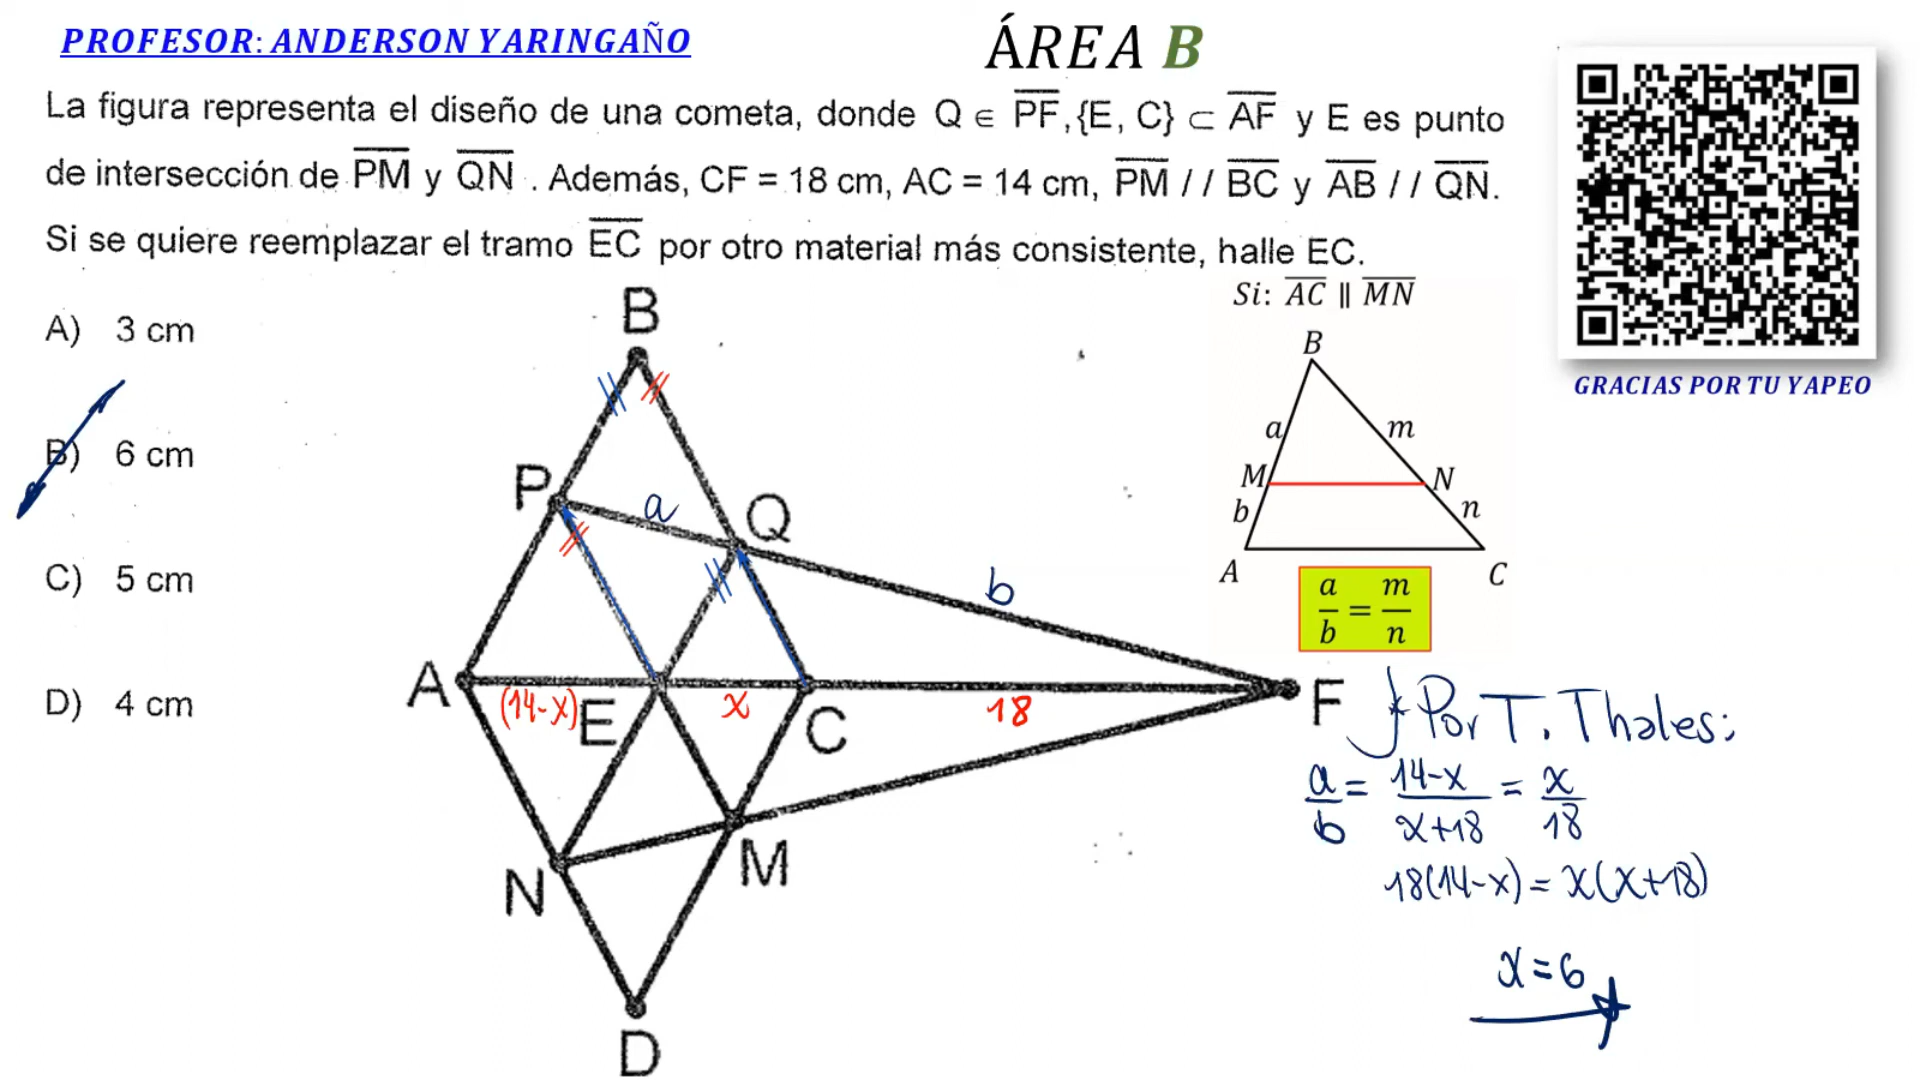 PROFESOR: ANDERSON YARINGAÑO
ÁREA B
La figura representa el diseño de una cometa, donde Q ∈ PF, {E, C} ⊂ AF y E es punto
de intersección de PM y QN . Además, CF = 18 cm, AC = 14 cm, PM // BC y AB // QN.
Si se quiere reemplazar el tramo EC por otro material más consistente, halle EC.
A) 3 cm
B) 6 cm
C) 5 cm
D) 4 cm
B
P
a
Q
b
A
(14-x)
E
x
C
18
F
N
M
D
Si: AC ∥ MN
B
a
m
M
N
b
n
A
C
a/b = m/n
GRACIAS POR TU YAPEO
Por T. Thales:
a/b = 14-x/x+18 = x/18
18(14-x) = x(x+18)
x=6